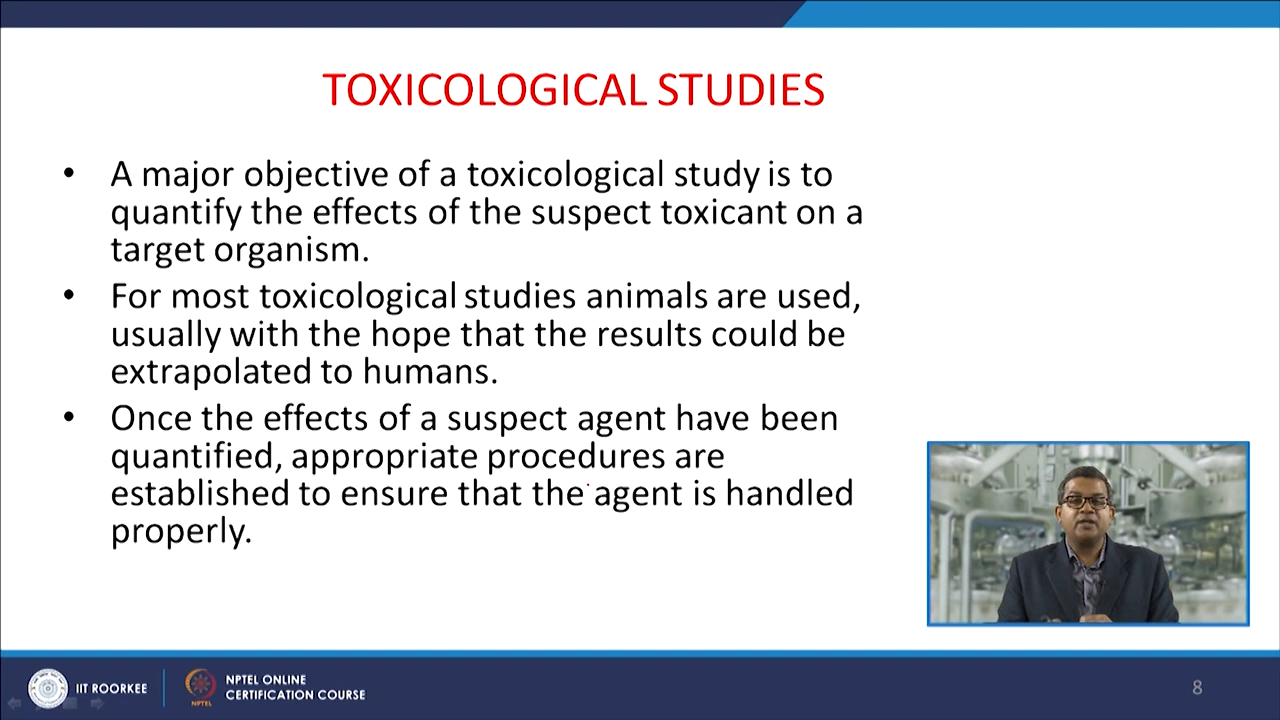 TOXICOLOGICAL STUDIES
• A major objective of a toxicological study is to
quantify the effects of the suspect toxicant on a
target organism.
• For most toxicological studies animals are used,
usually with the hope that the results could be
extrapolated to humans.
• Once the effects of a suspect agent have been
quantified, appropriate procedures are
established to ensure that the agent is handled
properly.
IIT ROORKEE
NPTEL
NPTEL ONLINE
CERTIFICATION COURSE
8